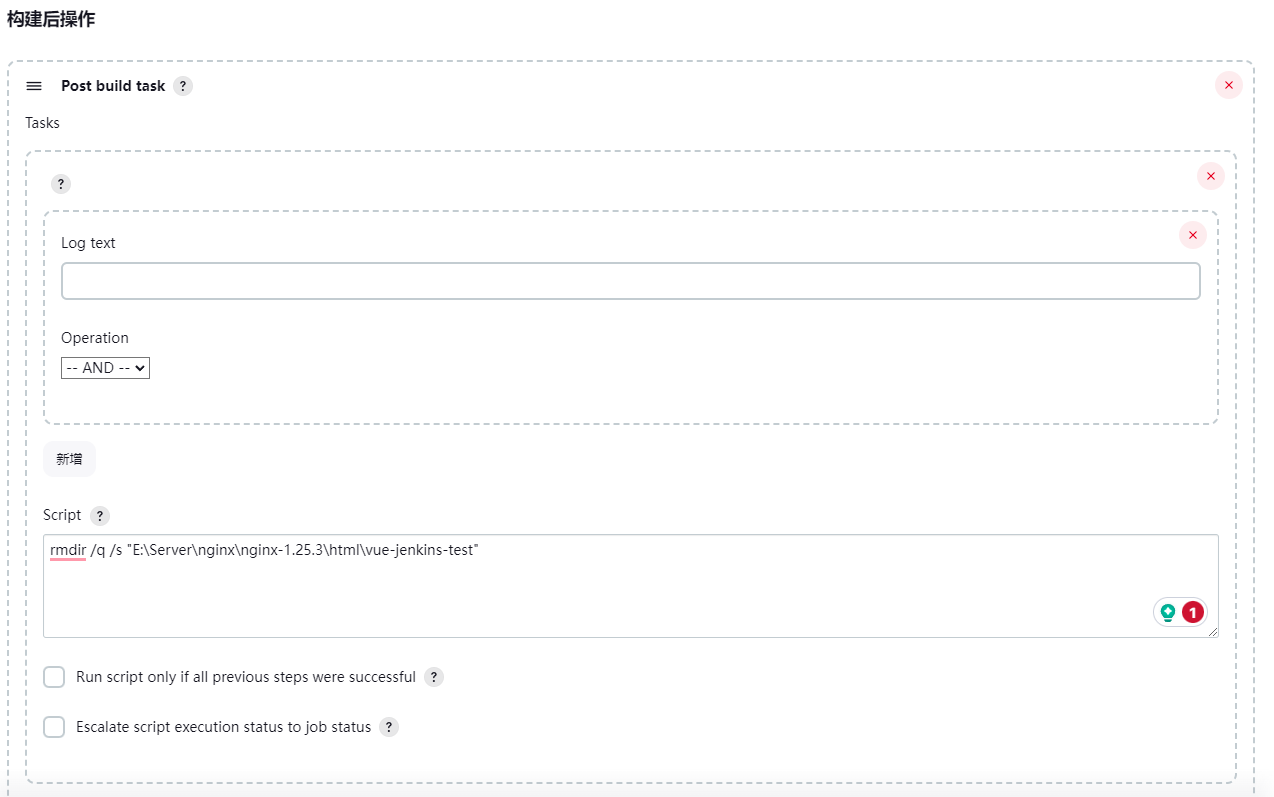 构建后操作
Post build task ?
Tasks
?
Log text
Operation
-- AND --
新增
Script ?
rmdir /q /s "E:\Server\nginx\nginx-1.25.3\html\vue-jenkins-test"
1
Run script only if all previous steps were successful ?
Escalate script execution status to job status ?